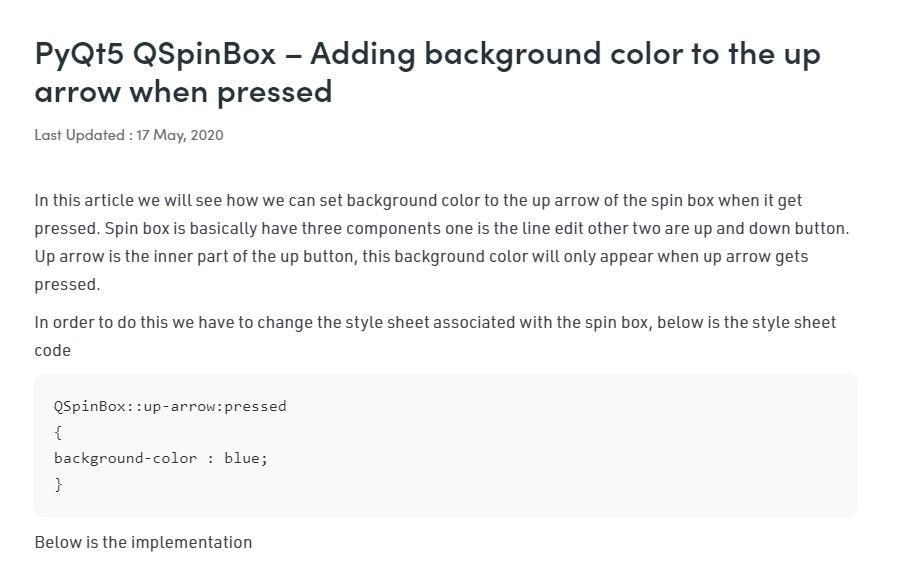 PyQt5 QSpinBox – Adding background color to the up
arrow when pressed
Last Updated : 17 May, 2020
In this article we will see how we can set background color to the up arrow of the spin box when it get
pressed. Spin box is basically have three components one is the line edit other two are up and down button.
Up arrow is the inner part of the up button, this background color will only appear when up arrow gets
pressed.
In order to do this we have to change the style sheet associated with the spin box, below is the style sheet
code
QSpinBox::up-arrow:pressed
{
background-color : blue;
}
Below is the implementation